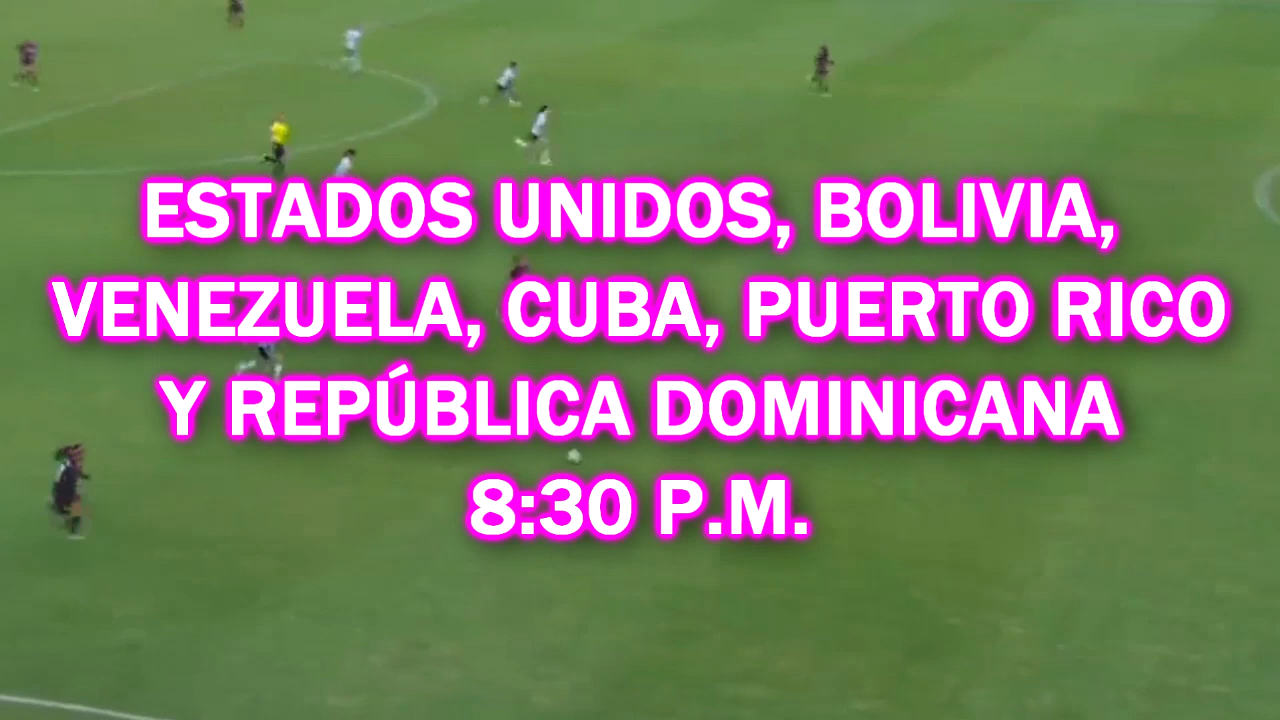 ESTADOS UNIDOS, BOLIVIA,
VENEZUELA, CUBA, PUERTO RICO
Y REPÚBLICA DOMINICANA
8:30 P.M.